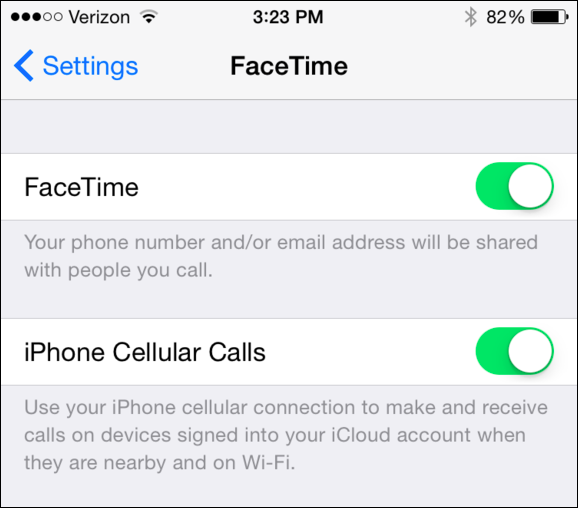 Verizon 3:23 PM 82%
Settings FaceTime
FaceTime
Your phone number and/or email address will be shared
with people you call.
iPhone Cellular Calls
Use your iPhone cellular connection to make and receive
calls on devices signed into your iCloud account when
they are nearby and on Wi-Fi.